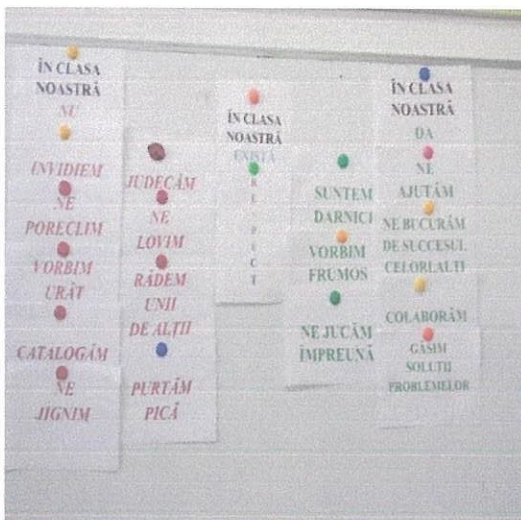 ÎN CLASA
NOASTRĂ
NU
INVIDIEM
NE
PORECLIM
VORBIM
URÂT
CATALOGĂM
NE
JIGNIM
JUDECĂM
NE
LOVIM
RÂDEM
UNII
DE ALȚII
PURTĂM
PICĂ
ÎN CLASA
NOASTRĂ
EXISTĂ
R
E
S
P
E
C
T
SUNTEM
DARNICI
VORBIM
FRUMOS
NE JUCĂM
ÎMPREUNĂ
ÎN CLASA
NOASTRĂ
DA
NE
AJUTĂM
NE BUCURĂM
DE SUCCESUL
CELORLALȚI
COLABORĂM
GĂSIM
SOLUȚII
PROBLEMELOR